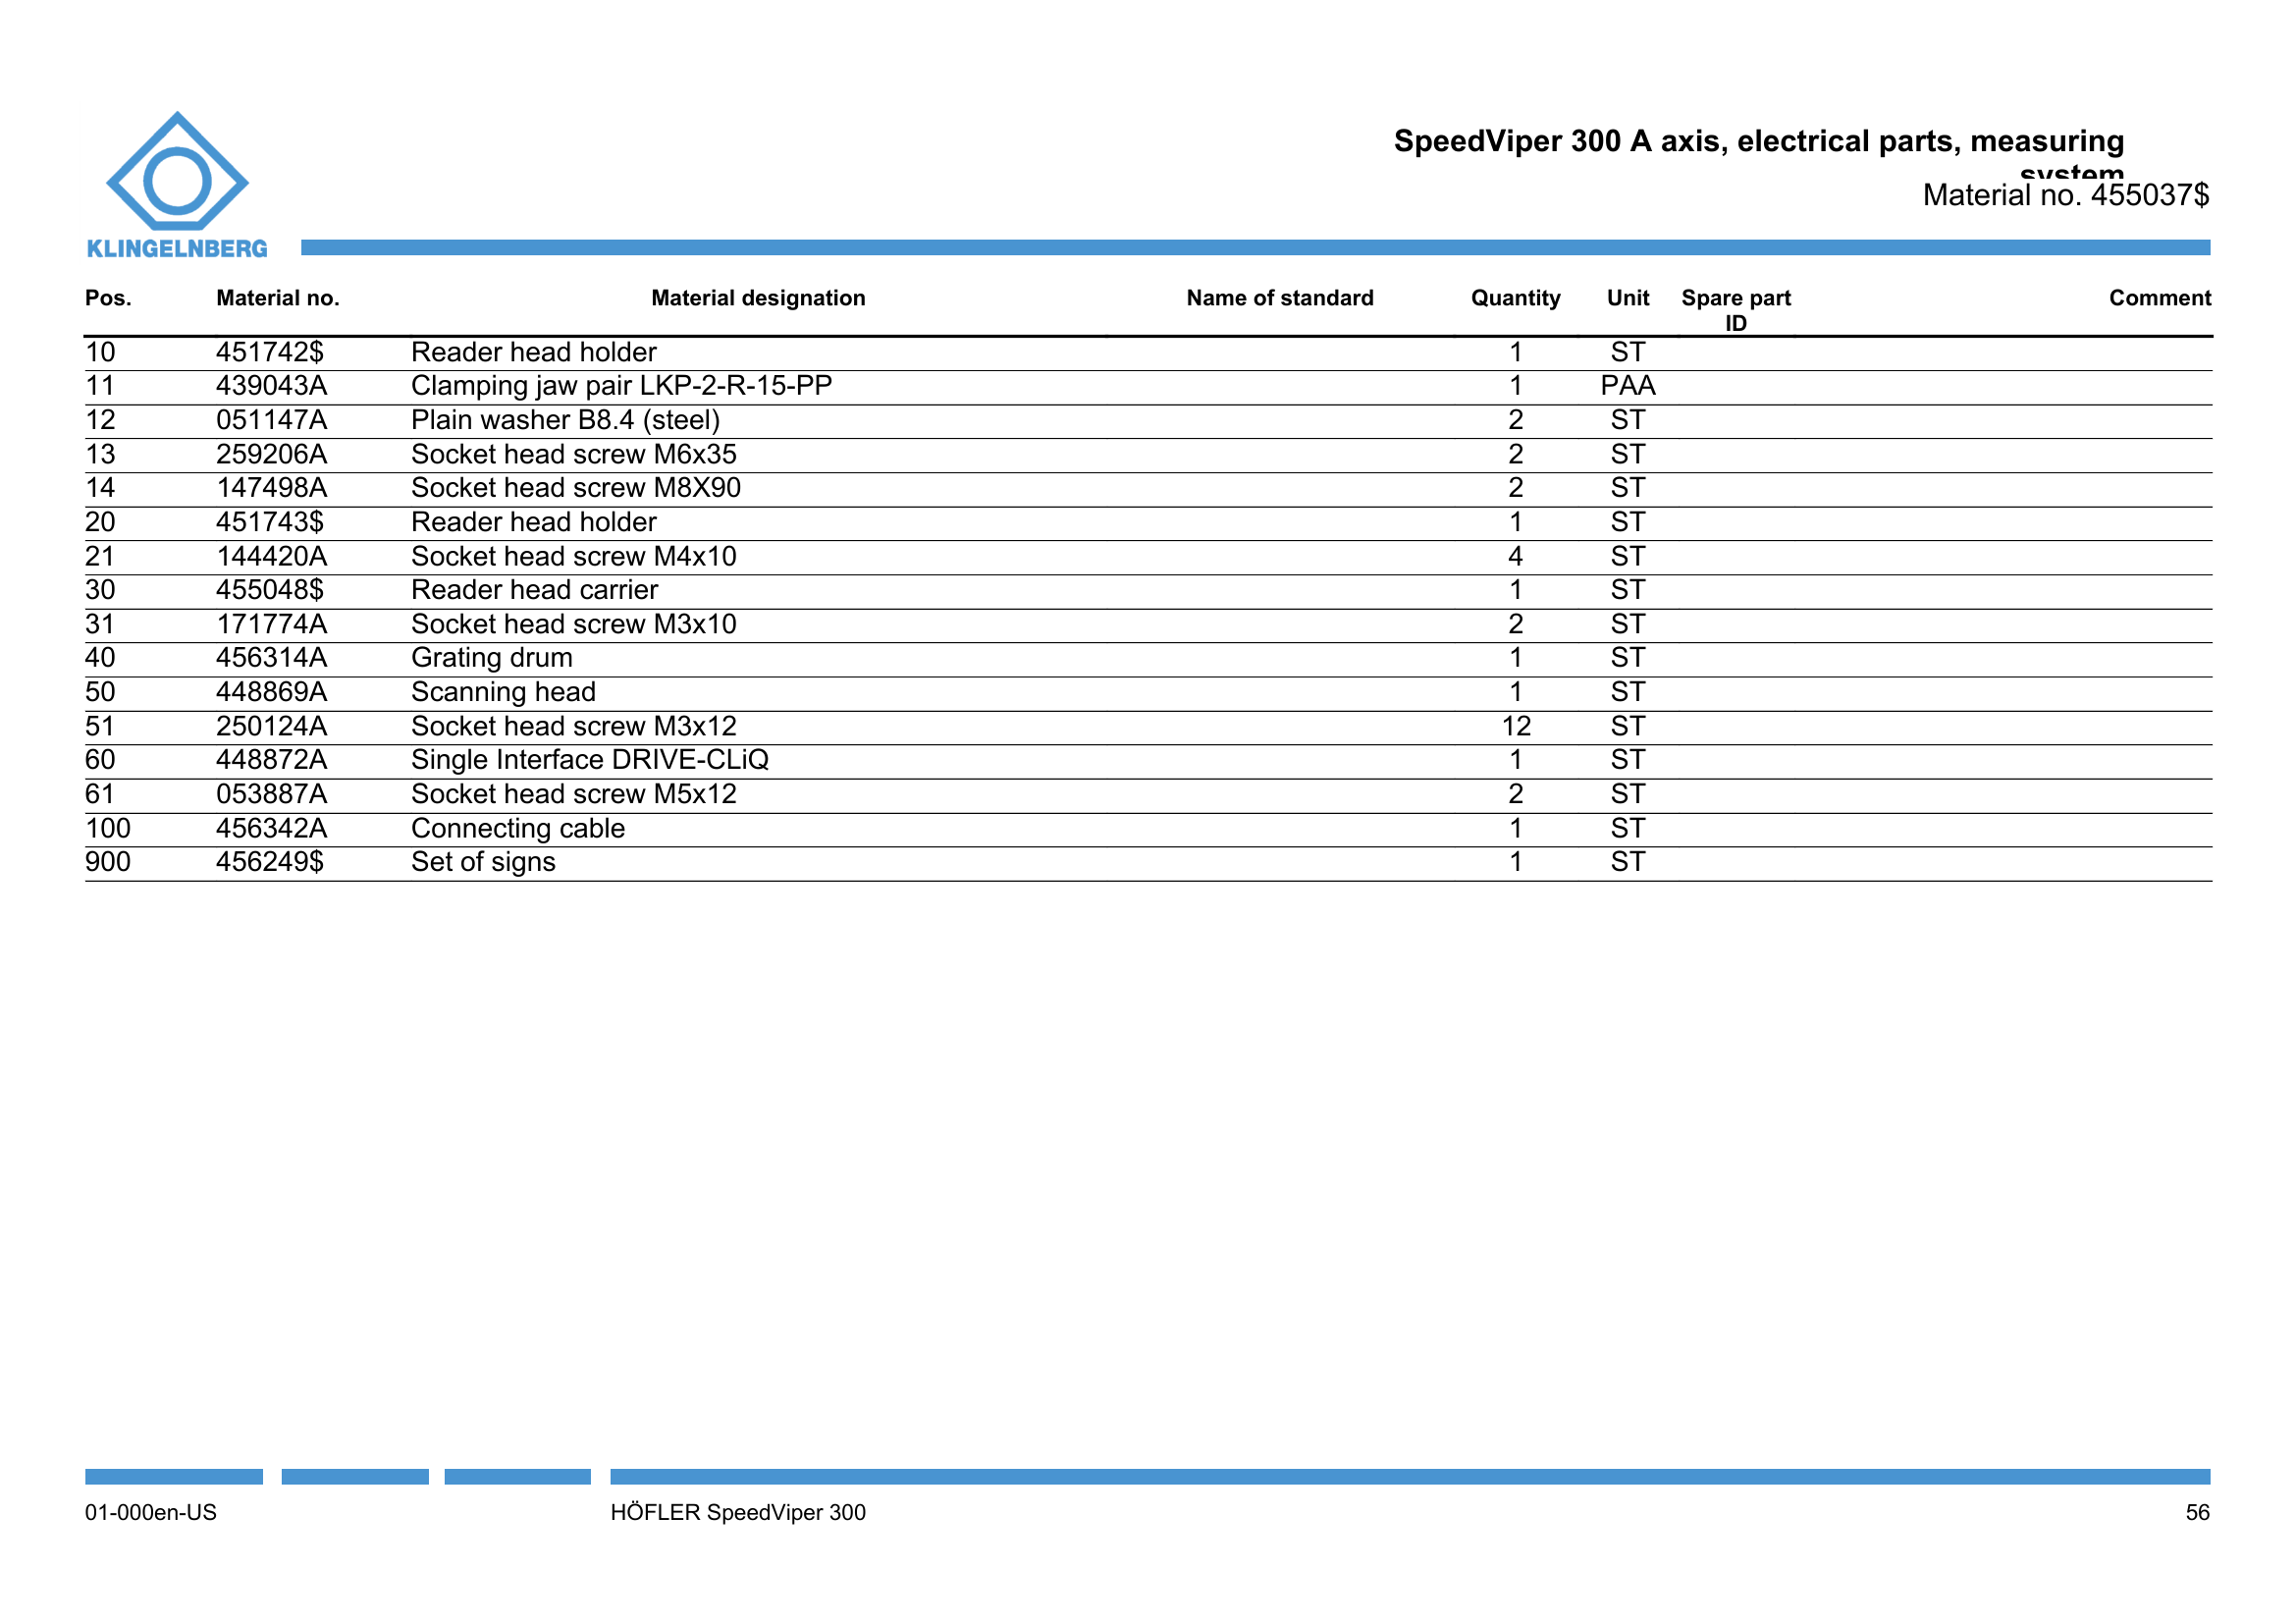 SpeedViper 300 A axis, electrical parts, measuring
system
Material no. 455037$
KLINGELNBERG
Pos. Material no. Material designation Name of standard Quantity Unit Spare part ID Comment
10 451742$ Reader head holder 1 ST
11 439043A Clamping jaw pair LKP-2-R-15-PP 1 PAA
12 051147A Plain washer B8.4 (steel) 2 ST
13 259206A Socket head screw M6x35 2 ST
14 147498A Socket head screw M8X90 2 ST
20 451743$ Reader head holder 1 ST
21 144420A Socket head screw M4x10 4 ST
30 455048$ Reader head carrier 1 ST
31 171774A Socket head screw M3x10 2 ST
40 456314A Grating drum 1 ST
50 448869A Scanning head 1 ST
51 250124A Socket head screw M3x12 12 ST
60 448872A Single Interface DRIVE-CLiQ 1 ST
61 053887A Socket head screw M5x12 2 ST
100 456342A Connecting cable 1 ST
900 456249$ Set of signs 1 ST
01-000en-US HÖFLER SpeedViper 300 56